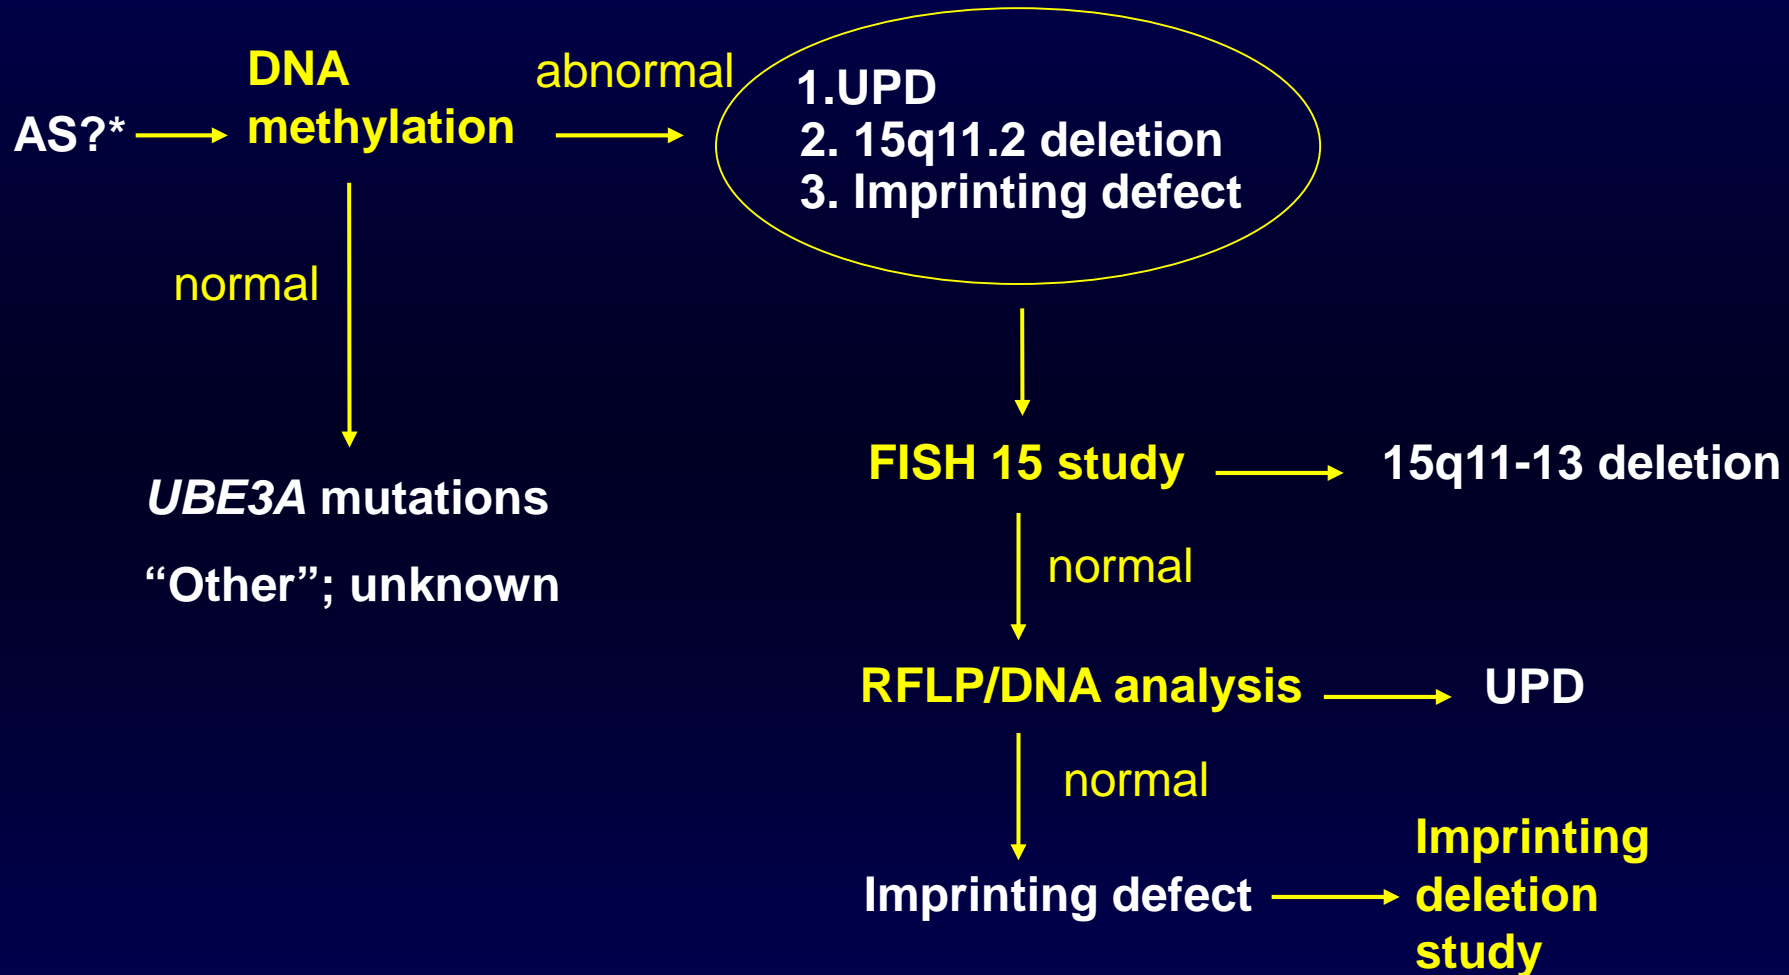 DNA
methylation
abnormal
AS?*
1.UPD
2. 15q11.2 deletion
3. Imprinting defect
normal
UBE3A mutations
“Other”; unknown
FISH 15 study
15q11-13 deletion
normal
RFLP/DNA analysis
UPD
normal
Imprinting defect
Imprinting
deletion
study